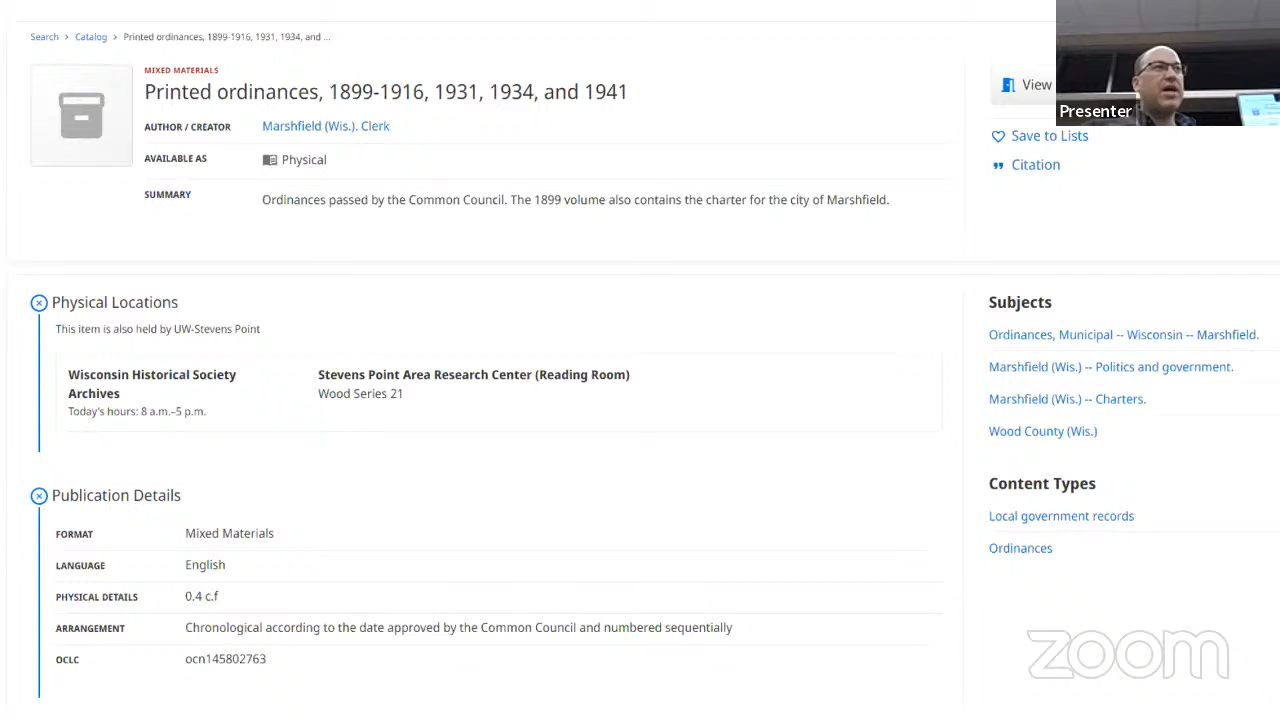 Search > Catalog > Printed ordinances, 1899-1916, 1931, 1934, and ...
MIXED MATERIALS
Printed ordinances, 1899-1916, 1931, 1934, and 1941
AUTHOR / CREATOR Marshfield (Wis.). Clerk
AVAILABLE AS Physical
SUMMARY Ordinances passed by the Common Council. The 1899 volume also contains the charter for the city of Marshfield.
View
Presenter
Save to Lists
Citation
Physical Locations
This item is also held by UW-Stevens Point
Wisconsin Historical Society
Archives
Today's hours: 8 a.m.–5 p.m.
Stevens Point Area Research Center (Reading Room)
Wood Series 21
Publication Details
FORMAT Mixed Materials
LANGUAGE English
PHYSICAL DETAILS 0.4 c.f
ARRANGEMENT Chronological according to the date approved by the Common Council and numbered sequentially
OCLC ocn145802763
Subjects
Ordinances, Municipal -- Wisconsin -- Marshfield.
Marshfield (Wis.) -- Politics and government.
Marshfield (Wis.) -- Charters.
Wood County (Wis.)
Content Types
Local government records
Ordinances
zoom